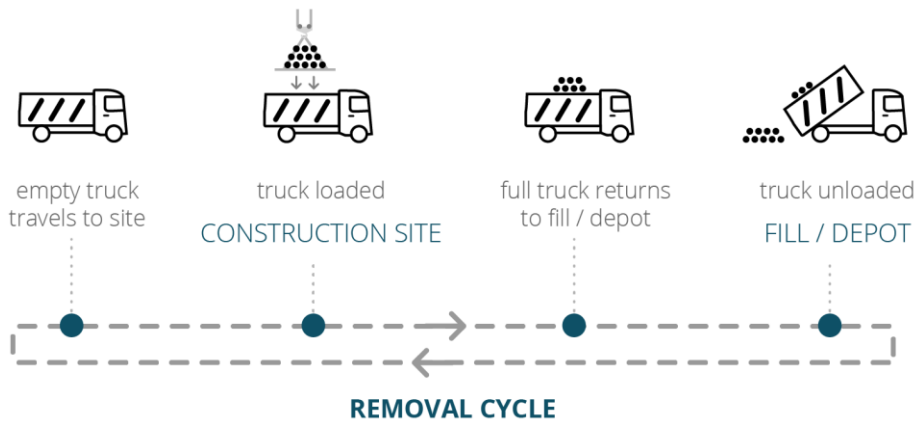 empty truck
travels to site
truck loaded
CONSTRUCTION SITE
full truck returns
to fill / depot
truck unloaded
FILL / DEPOT
REMOVAL CYCLE